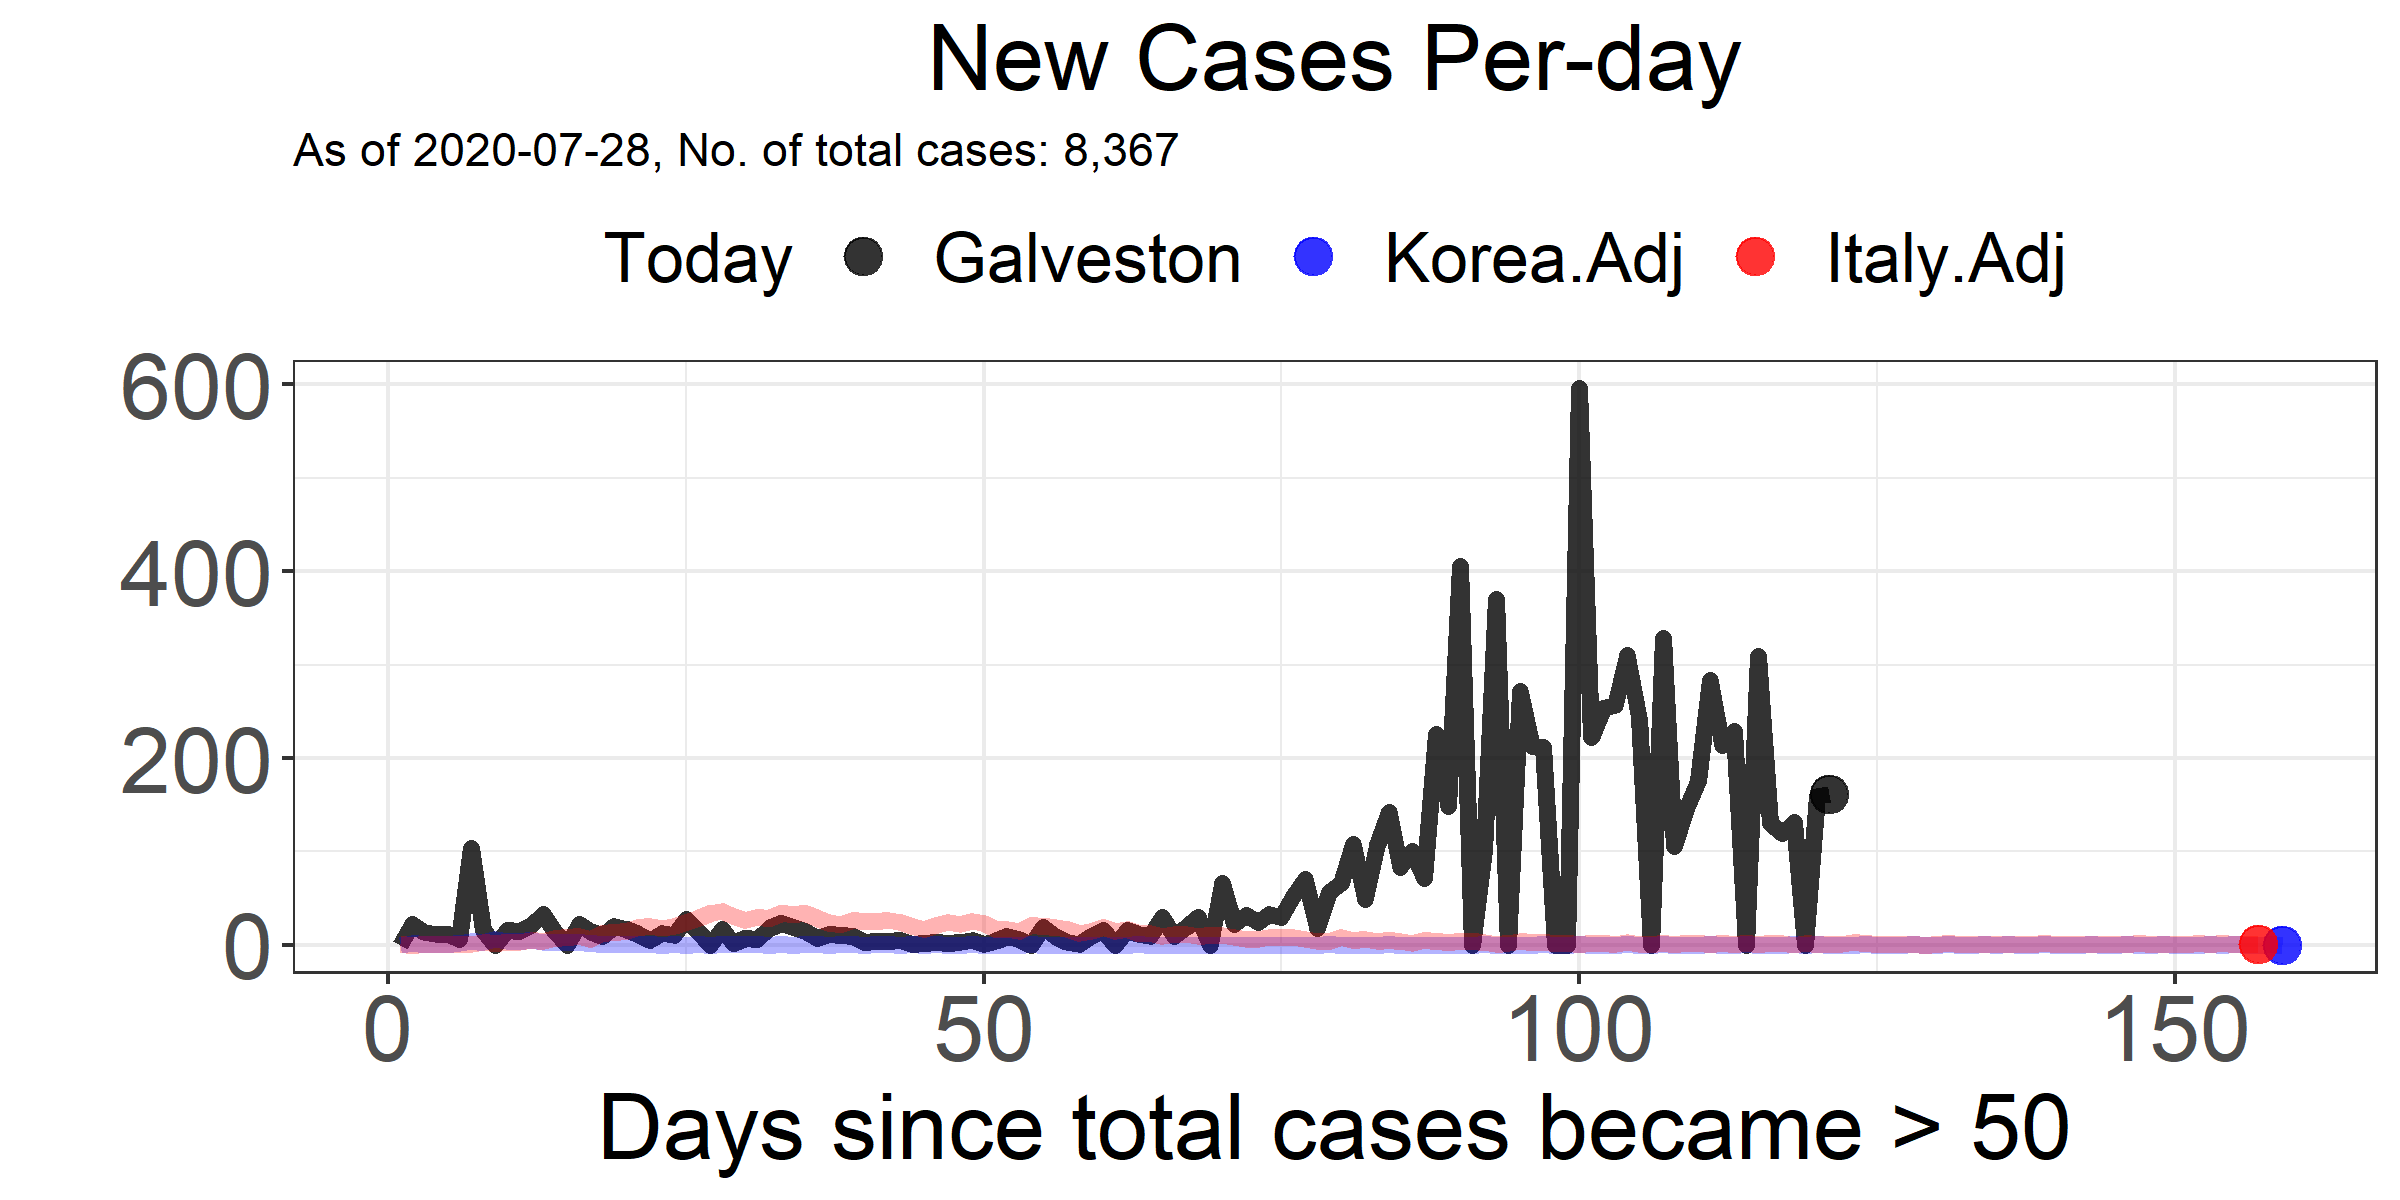 New Cases Per-day
As of 2020-07-28, No. of total cases: 8,367
Today Galveston Korea.Adj Italy.Adj
600
400
200
0
0 50 100 150
Days since total cases became > 50